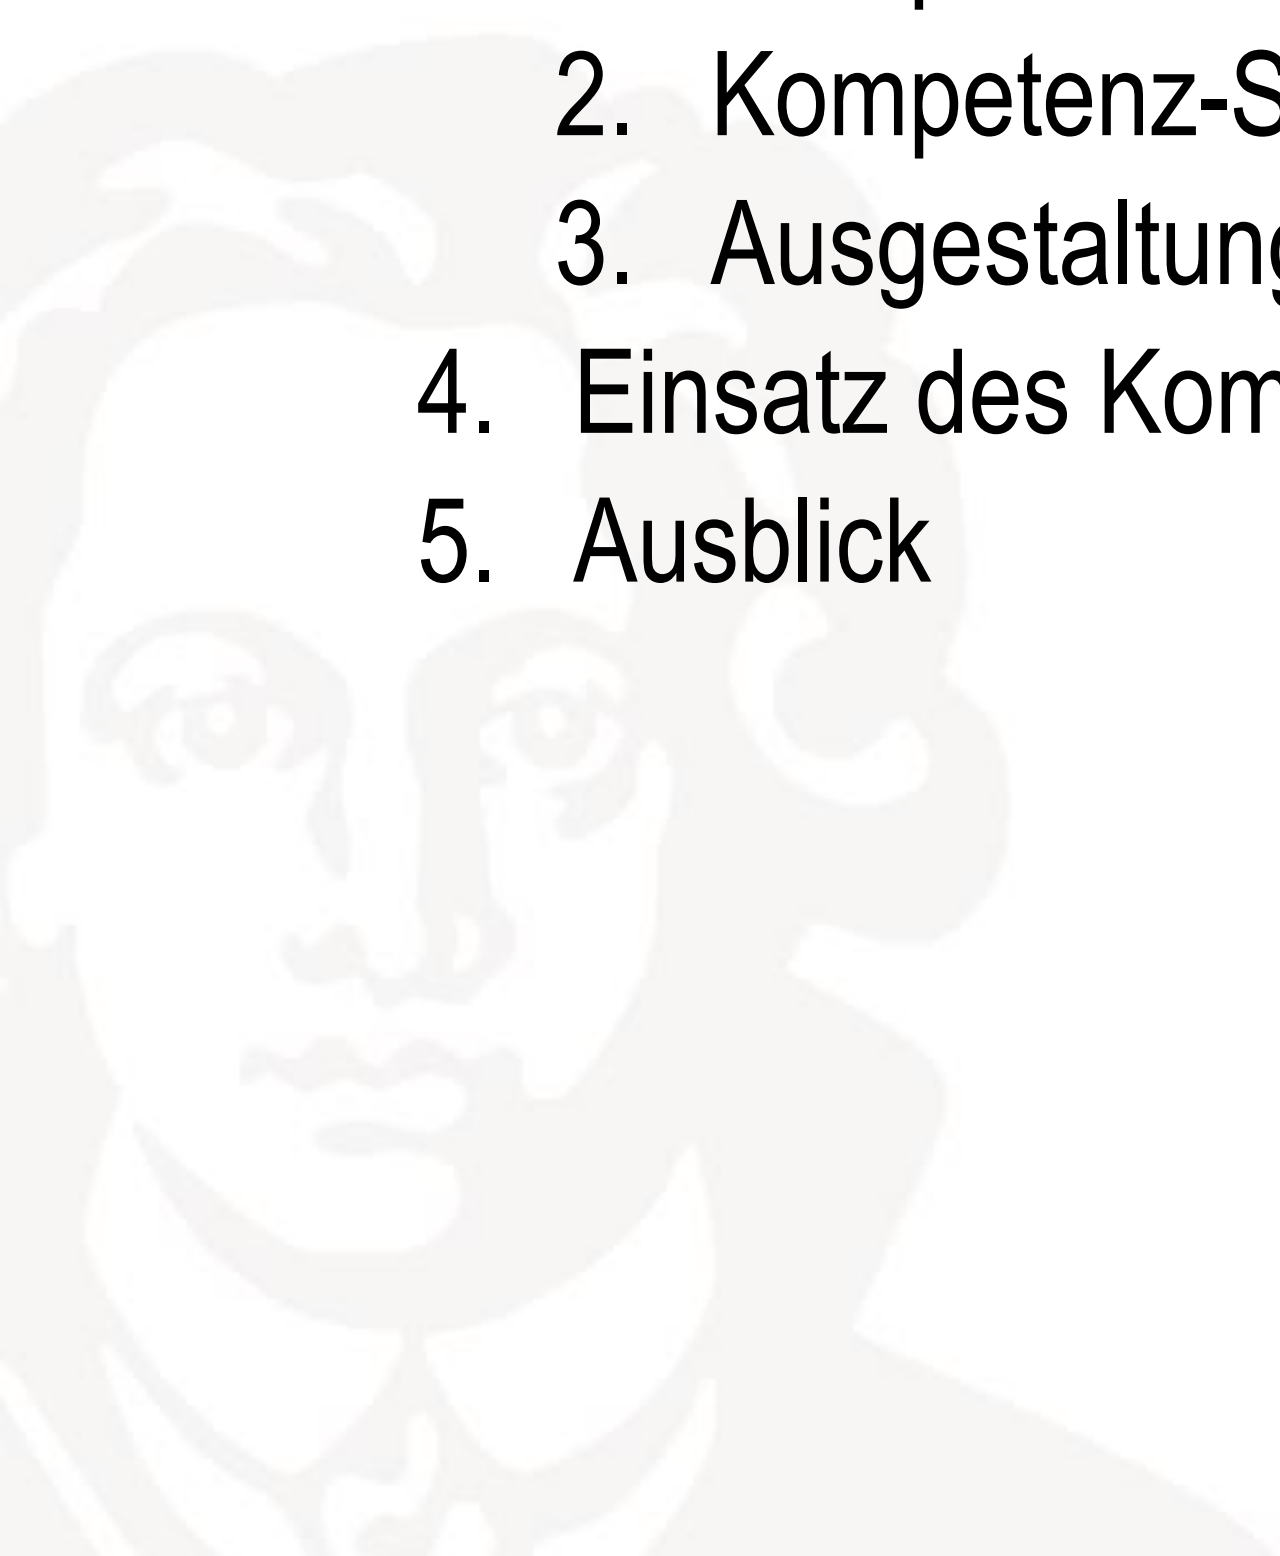 2. Kompetenz-S
3. Ausgestaltung
4. Einsatz des Kom
5. Ausblick